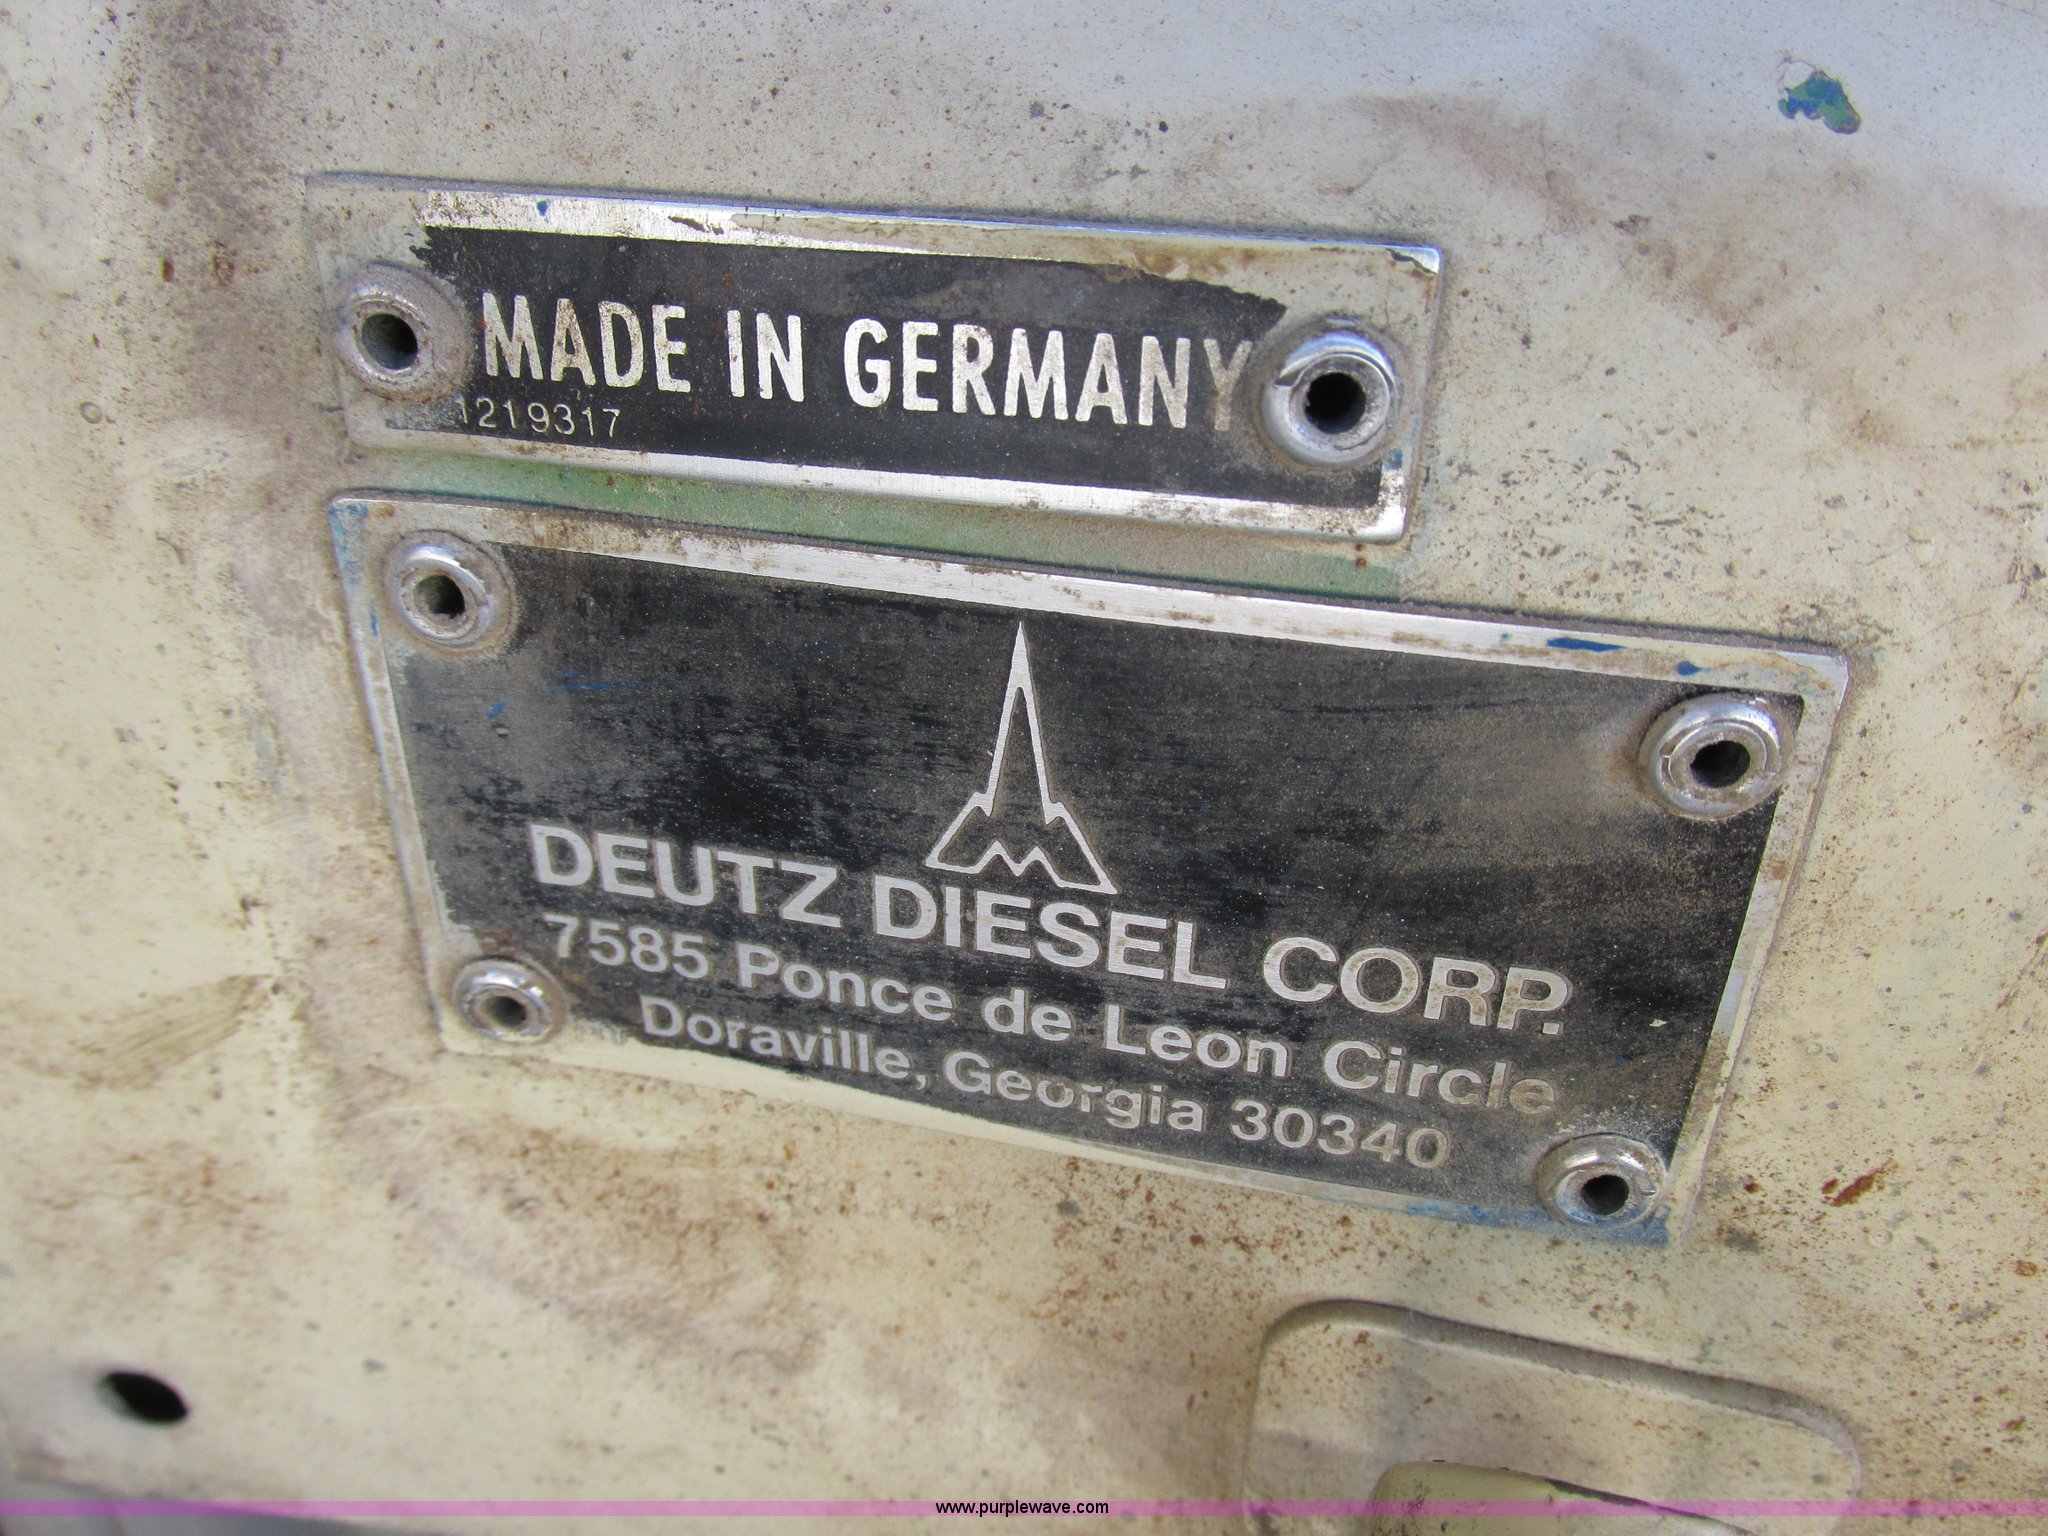 MADE IN GERMANY
1219317
DEUTZ DIESEL CORP.
7585 Ponce de Leon Circle
Doraville, Georgia 30340
www.purplewave.com